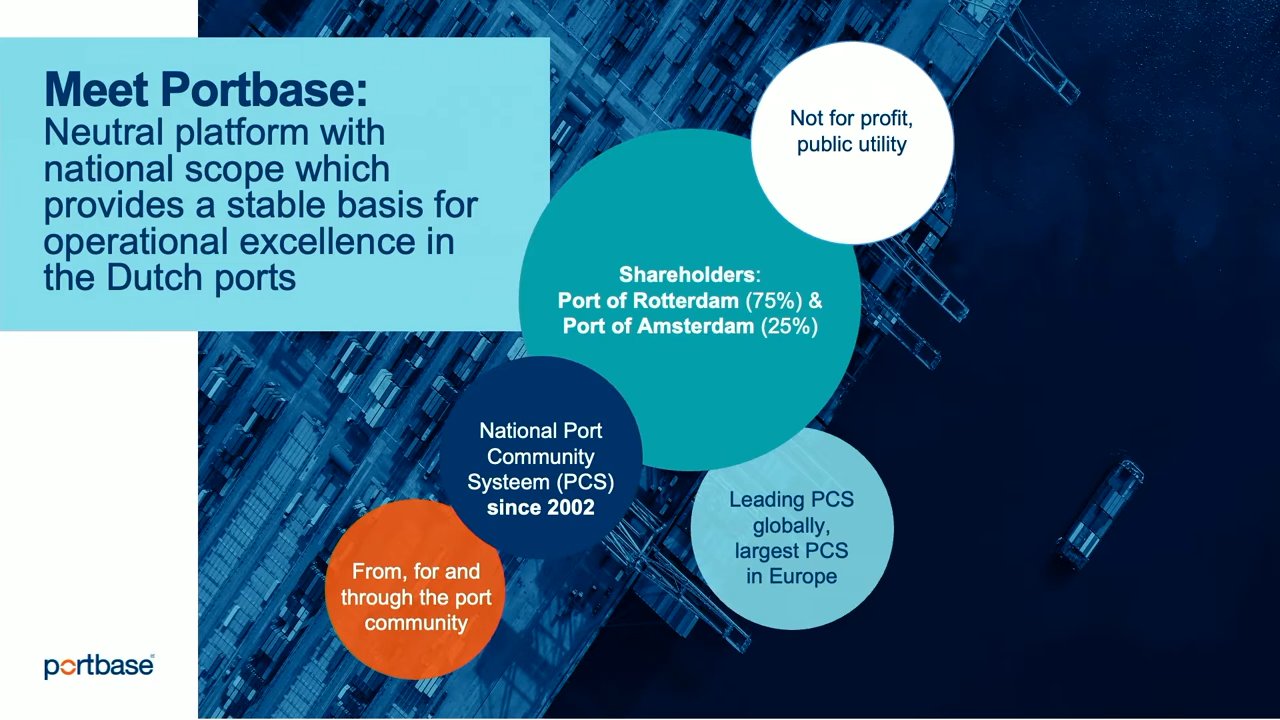 Meet Portbase:
Neutral platform with
national scope which
provides a stable basis for
operational excellence in
the Dutch ports
Not for profit,
public utility
Shareholders:
Port of Rotterdam (75%) &
Port of Amsterdam (25%)
National Port
Community
Systeem (PCS)
since 2002
Leading PCS
globally,
largest PCS
in Europe
From, for and
through the port
community
portbase